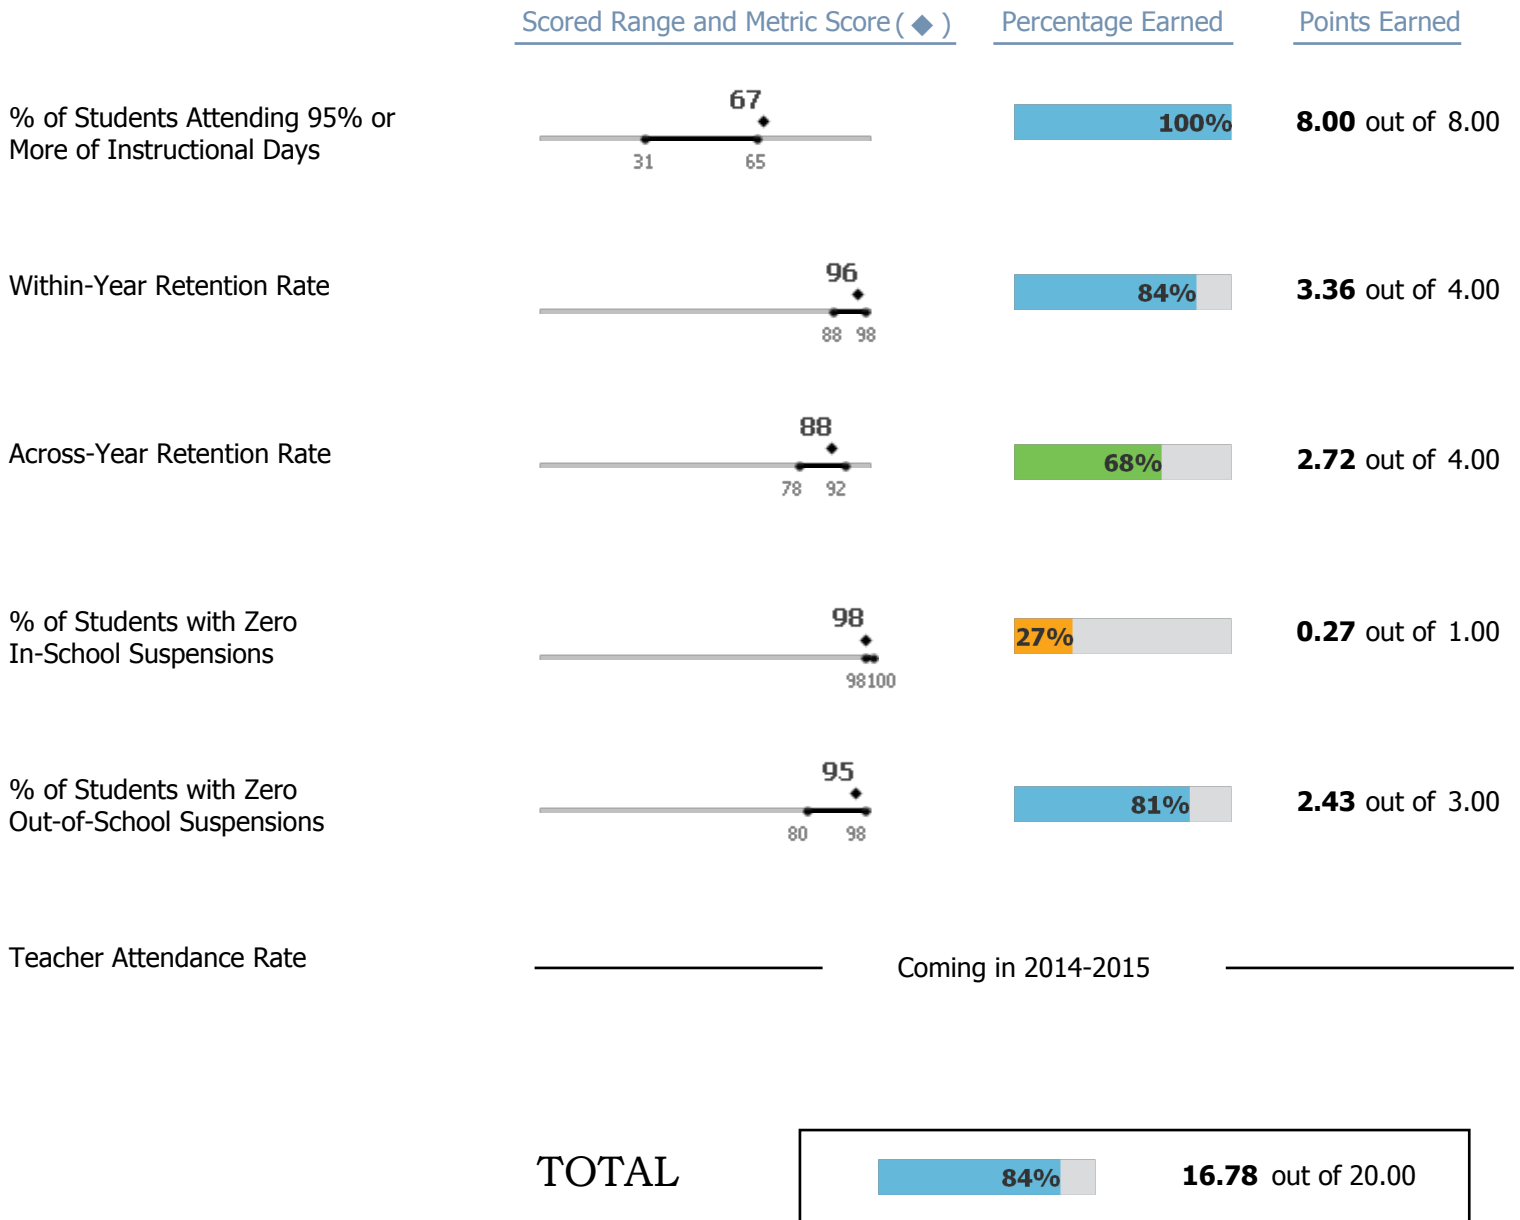 Scored Range and Metric Score ( ◆ ) Percentage Earned Points Earned
% of Students Attending 95% or
More of Instructional Days
67
31 65
100%
8.00 out of 8.00
Within-Year Retention Rate
96
88 98
84%
3.36 out of 4.00
Across-Year Retention Rate
88
78 92
68%
2.72 out of 4.00
% of Students with Zero
In-School Suspensions
98
98100
27%
0.27 out of 1.00
% of Students with Zero
Out-of-School Suspensions
95
80 98
81%
2.43 out of 3.00
Teacher Attendance Rate
Coming in 2014-2015
TOTAL
84%
16.78 out of 20.00